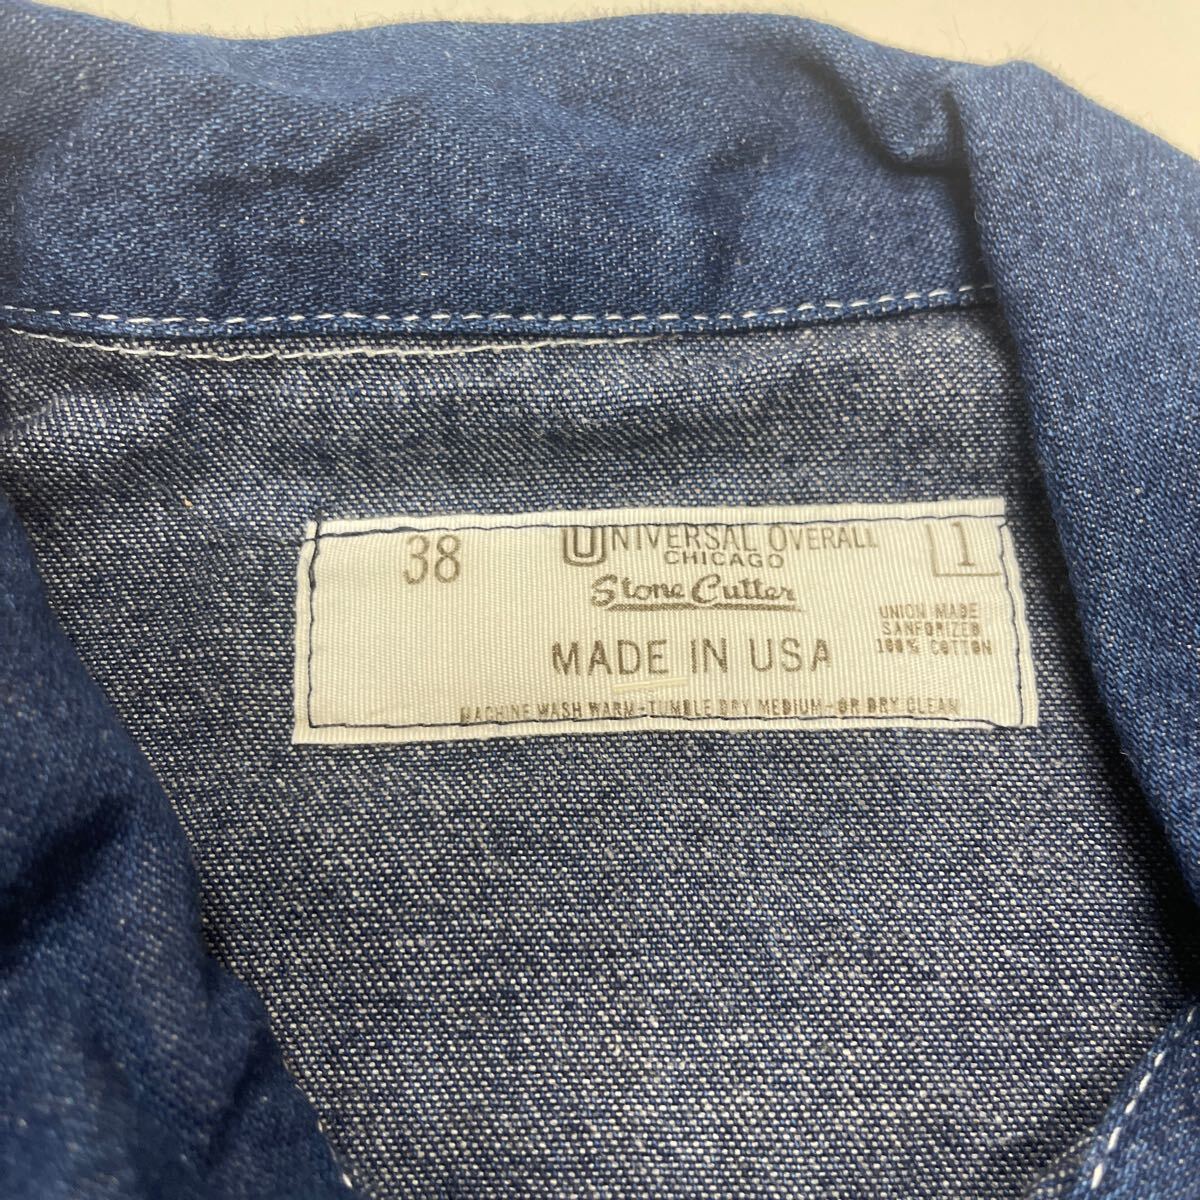 38
UNIVERSAL OVERALL
CHICAGO
Stone Cutter
MADE IN USA
1
UNION MADE
SANFORIZED
100% COTTON
MACHINE WASH WARM-TUMBLE DRY MEDIUM-OR DRY CLEAN